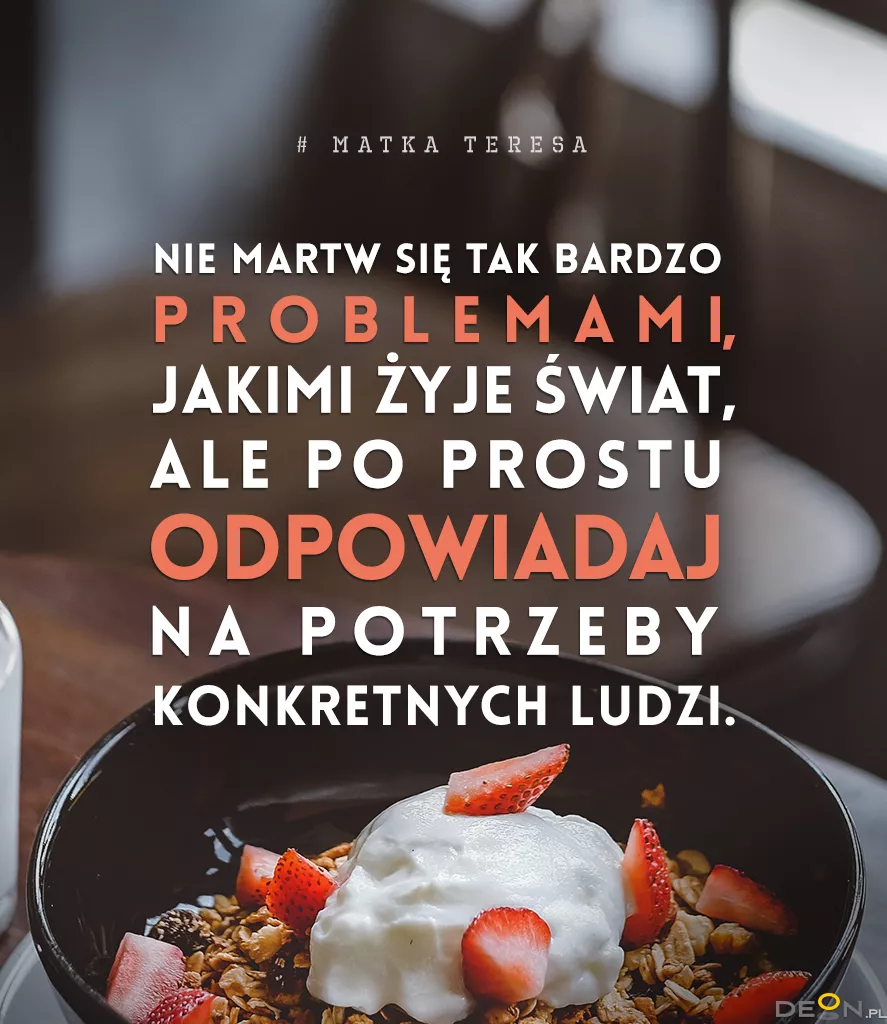 # MATKA TERESA
NIE MARTW SIĘ TAK BARDZO
PROBLEMAMI,
JAKIMI ŻYJE ŚWIAT,
ALE PO PROSTU
ODPOWIADAJ
NA POTRZEBY
KONKRETNYCH LUDZI.
DEON.PL